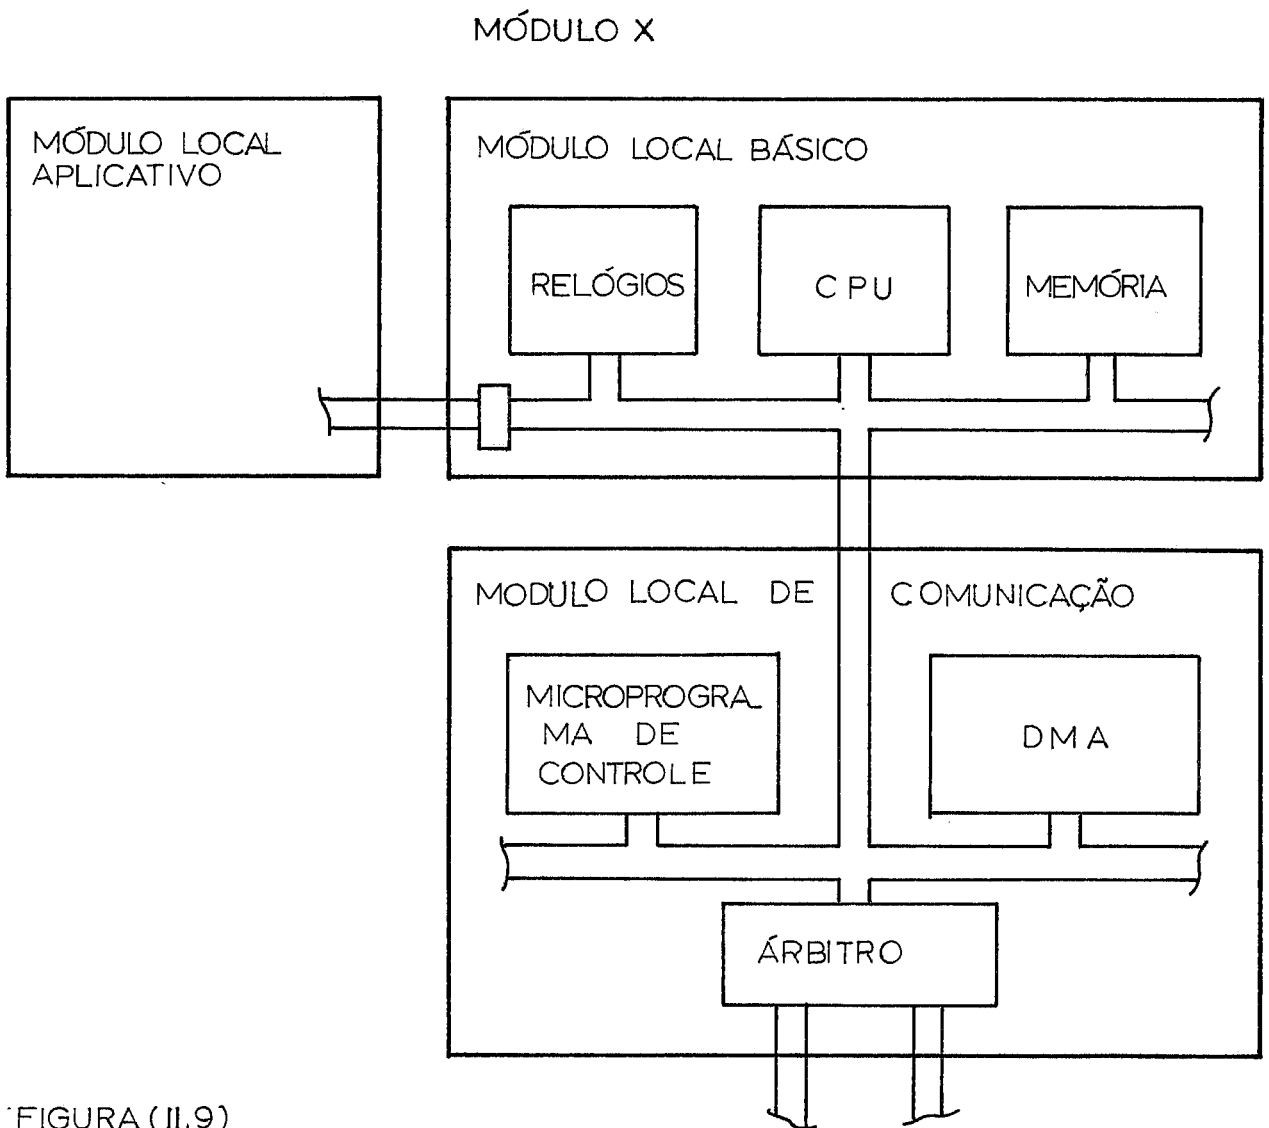 MÓDULO X
MÓDULO LOCAL
APLICATIVO
MÓDULO LOCAL BÁSICO
RELÓGIOS
CPU
MEMÓRIA
MODULO LOCAL DE COMUNICAÇÃO
MICROPROGRA_
MA DE
CONTROLE
DMA
ÁRBITRO
FIGURA (II.9)